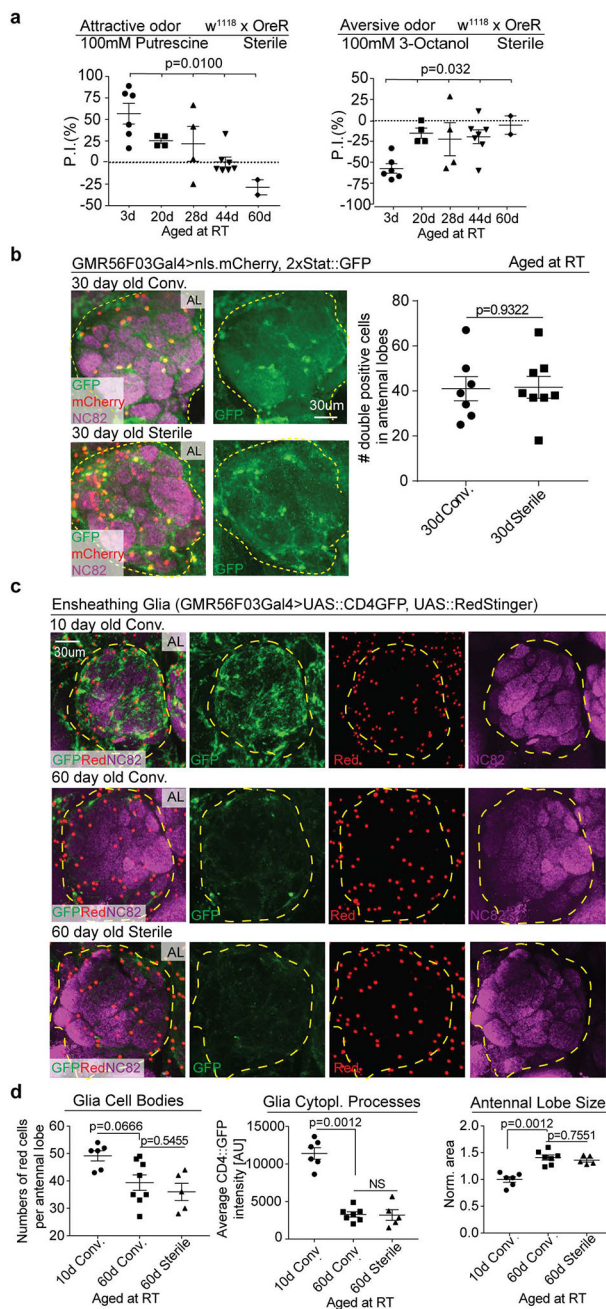 a
Attractive odor w1118 x OreR
100mM Putrescine Sterile
p=0.0100
P.I.(%)
100
75
50
25
0
-25
-50
3d 20d 28d 44d 60d
Aged at RT
Aversive odor w1118 x OreR
100mM 3-Octanol Sterile
p=0.032
P.I.(%)
50
25
0
-25
-50
-75
-100
3d 20d 28d 44d 60d
Aged at RT
b
GMR56F03Gal4>nls.mCherry, 2xStat::GFP Aged at RT
30 day old Conv.
AL
GFP
mCherry
NC82
30um
GFP
30 day old Sterile
AL
GFP
mCherry
NC82
GFP
p=0.9322
# double positive cells
in antennal lobes
80
60
40
20
0
30d Conv.
30d Sterile
c
Ensheathing Glia (GMR56F03Gal4>UAS::CD4GFP, UAS::RedStinger)
10 day old Conv.
30um
AL
GFPRedNC82
GFP
Red
NC82
60 day old Conv.
AL
GFPRedNC82
GFP
Red
NC82
60 day old Sterile
AL
GFPRedNC82
GFP
Red
NC82
d
Glia Cell Bodies
p=0.0666
p=0.5455
Numbers of red cells
per antennal lobe
60
50
40
30
20
10d Conv.
60d Conv.
60d Sterile
Glia Cytopl. Processes
p=0.0012
NS
Average CD4::GFP
intensity [AU]
15000
10000
5000
0
10d Conv.
60d Conv.
60d Sterile
Aged at RT
Antennal Lobe Size
p=0.0012
p=0.7551
Norm. area
2.0
1.5
1.0
0.5
0.0
10d Conv.
60d Conv.
60d Sterile
Aged at RT